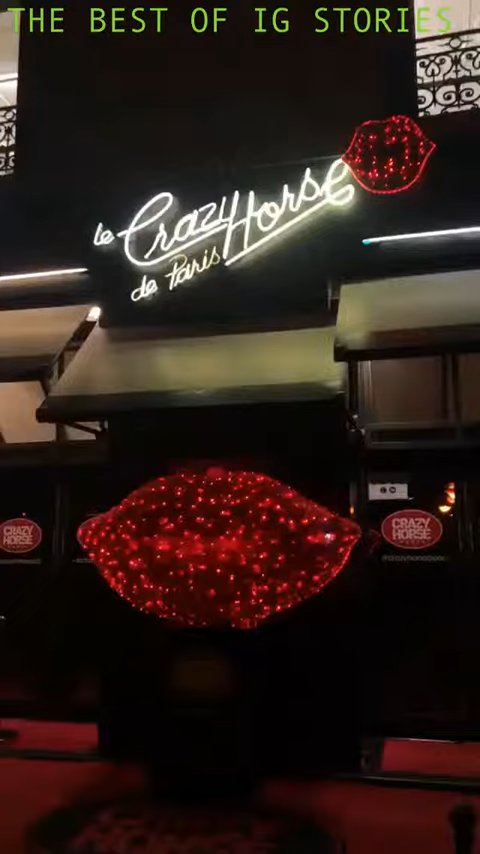 THE BEST OF IG STORIES
le Crazy Horse
de Paris
CRAZY
HORSE
CRAZY
HORSE